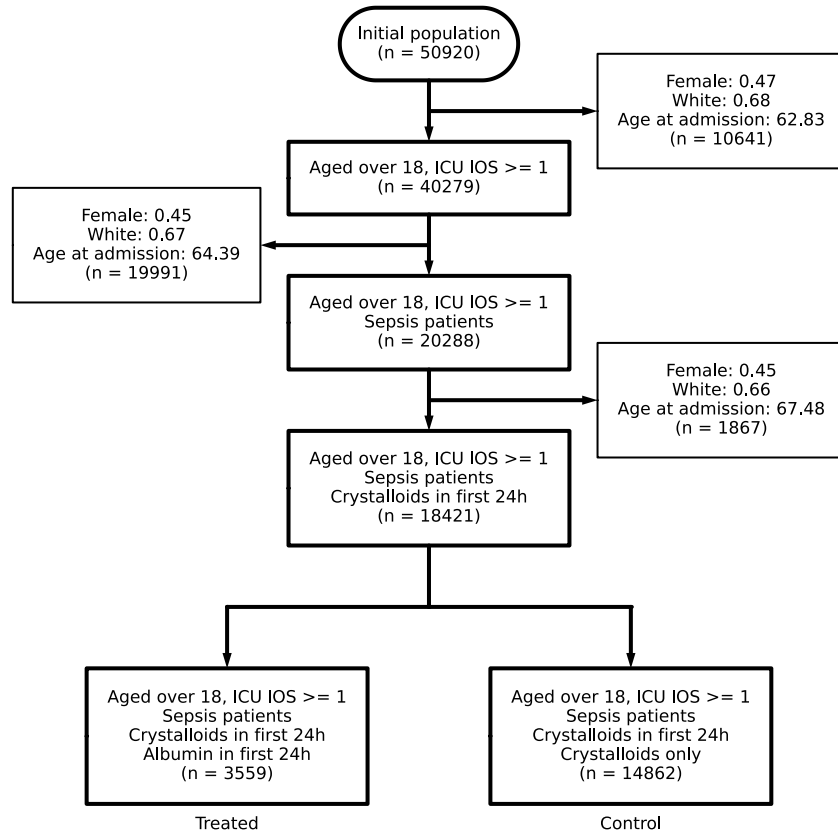 Initial population
(n = 50920)
Female: 0.47
White: 0.68
Age at admission: 62.83
(n = 10641)
Aged over 18, ICU IOS >= 1
(n = 40279)
Female: 0.45
White: 0.67
Age at admission: 64.39
(n = 19991)
Aged over 18, ICU IOS >= 1
Sepsis patients
(n = 20288)
Female: 0.45
White: 0.66
Age at admission: 67.48
(n = 1867)
Aged over 18, ICU IOS >= 1
Sepsis patients
Crystalloids in first 24h
(n = 18421)
Aged over 18, ICU IOS >= 1
Sepsis patients
Crystalloids in first 24h
Albumin in first 24h
(n = 3559)
Treated
Aged over 18, ICU IOS >= 1
Sepsis patients
Crystalloids in first 24h
Crystalloids only
(n = 14862)
Control